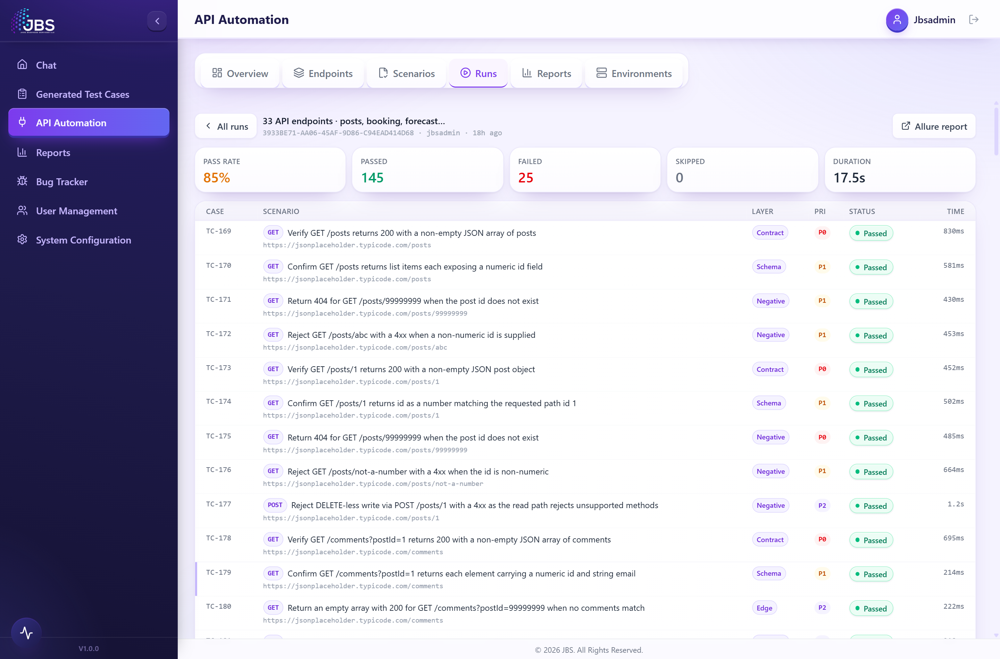 JBS
JADE BUSINESS SERVICES LLC
Chat
Generated Test Cases
API Automation
Reports
Bug Tracker
User Management
System Configuration
V1.0.0
API Automation
Jbsadmin
Overview
Endpoints
Scenarios
Runs
Reports
Environments
All runs
33 API endpoints · posts, booking, forecast...
3933BE71-AA06-45AF-9D86-C94EAD414D68 · jbsadmin · 18h ago
Allure report
PASS RATE
85%
PASSED
145
FAILED
25
SKIPPED
0
DURATION
17.5s
CASE SCENARIO LAYER PRI STATUS TIME
TC-169 GET Verify GET /posts returns 200 with a non-empty JSON array of posts Contract P0 Passed 830ms
https://jsonplaceholder.typicode.com/posts
TC-170 GET Confirm GET /posts returns list items each exposing a numeric id field Schema P1 Passed 581ms
https://jsonplaceholder.typicode.com/posts
TC-171 GET Return 404 for GET /posts/99999999 when the post id does not exist Negative P1 Passed 430ms
https://jsonplaceholder.typicode.com/posts/99999999
TC-172 GET Reject GET /posts/abc with a 4xx when a non-numeric id is supplied Negative P1 Passed 453ms
https://jsonplaceholder.typicode.com/posts/abc
TC-173 GET Verify GET /posts/1 returns 200 with a non-empty JSON post object Contract P0 Passed 452ms
https://jsonplaceholder.typicode.com/posts/1
TC-174 GET Confirm GET /posts/1 returns id as a number matching the requested path id 1 Schema P1 Passed 502ms
https://jsonplaceholder.typicode.com/posts/1
TC-175 GET Return 404 for GET /posts/99999999 when the post id does not exist Negative P0 Passed 485ms
https://jsonplaceholder.typicode.com/posts/99999999
TC-176 GET Reject GET /posts/not-a-number with a 4xx when the id is non-numeric Negative P1 Passed 664ms
https://jsonplaceholder.typicode.com/posts/not-a-number
TC-177 POST Reject DELETE-less write via POST /posts/1 with a 4xx as the read path rejects unsupported methods Negative P2 Passed 1.2s
https://jsonplaceholder.typicode.com/posts/1
TC-178 GET Verify GET /comments?postId=1 returns 200 with a non-empty JSON array of comments Contract P0 Passed 695ms
https://jsonplaceholder.typicode.com/comments
TC-179 GET Confirm GET /comments?postId=1 returns each element carrying a numeric id and string email Schema P1 Passed 214ms
https://jsonplaceholder.typicode.com/comments
TC-180 GET Return an empty array with 200 for GET /comments?postId=99999999 when no comments match Edge P2 Passed 222ms
https://jsonplaceholder.typicode.com/comments
© 2026 JBS. All Rights Reserved.